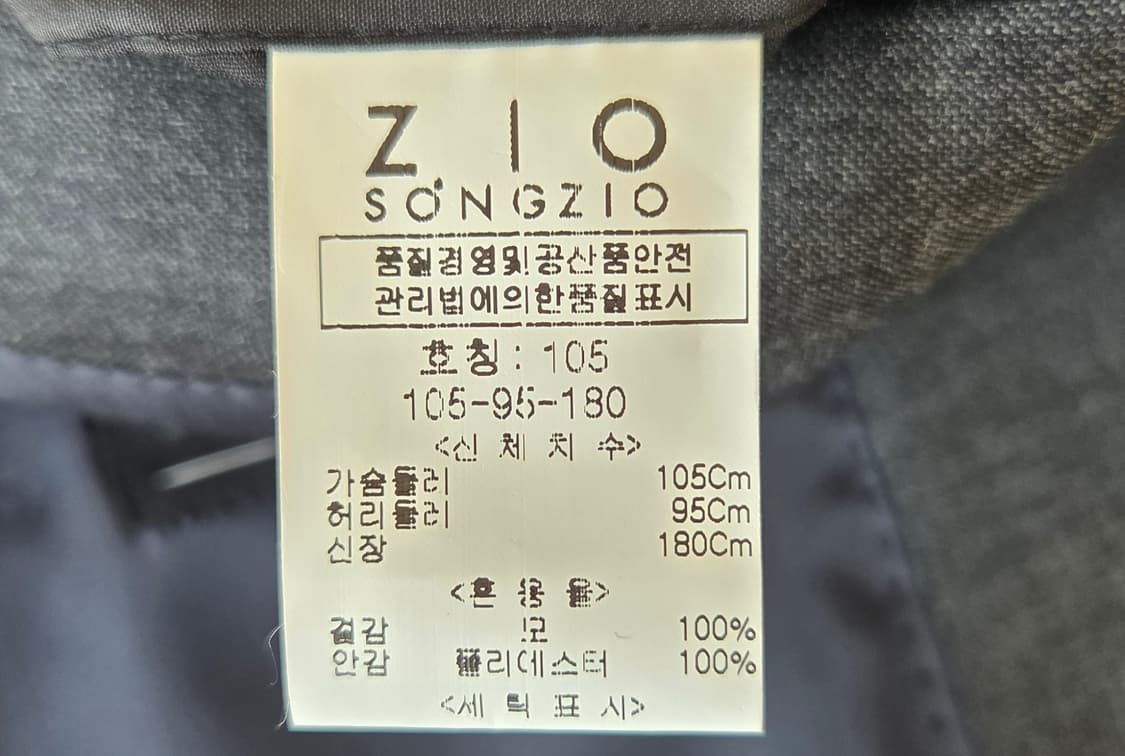 ZIO
SONGZIO
품질경영및공산품안전
관리법에의한품질표시
호칭 : 105
105-95-180
<신 체 치 수>
가슴둘레 105Cm
허리둘레 95Cm
신장 180Cm
<혼 용 율>
겉감 모 100%
안감 폴리에스터 100%
<세 탁 표 시>